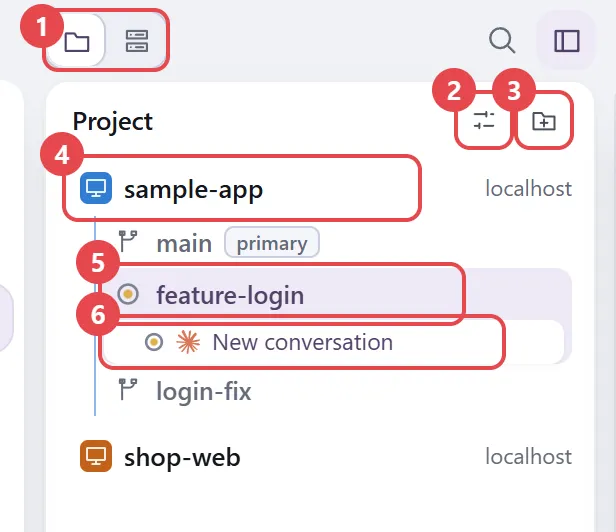 1
2
3
Project
4
sample-app
localhost
main
primary
5
feature-login
6
New conversation
login-fix
shop-web
localhost